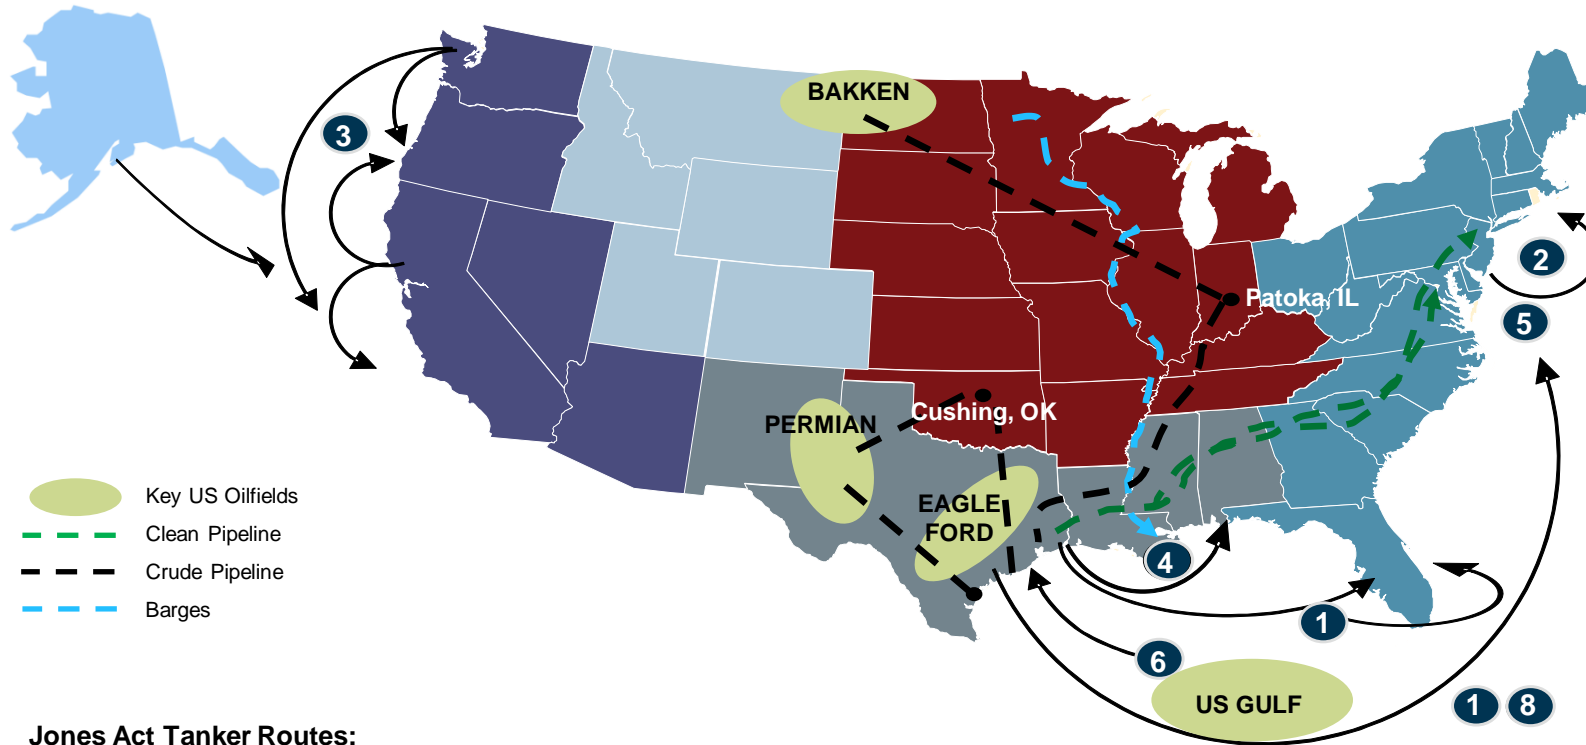 BAKKEN
3
2
Patoka, IL
5
Cushing, OK
PERMIAN
EAGLE
FORD
Key US Oilfields
Clean Pipeline
Crude Pipeline
Barges
4
1
6
US GULF
1 8
Jones Act Tanker Routes: